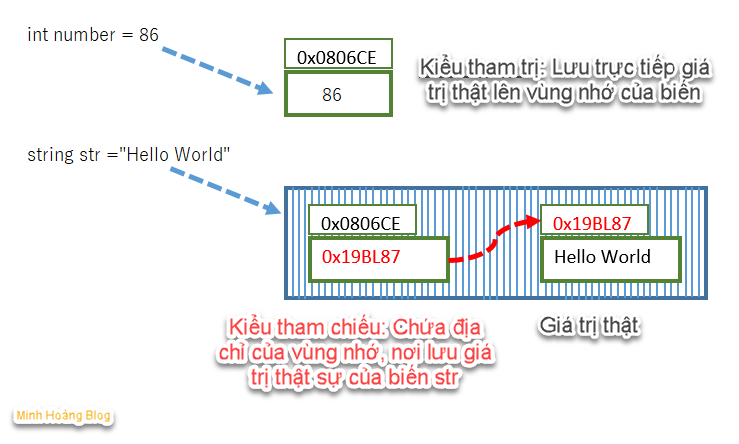 int number = 86
0x0806CE
86
Kiểu tham trị: Lưu trực tiếp giá
trị thật lên vùng nhớ của biến
string str ="Hello World"
0x0806CE
0x19BL87
0x19BL87
Hello World
Kiểu tham chiếu: Chứa địa
chỉ của vùng nhớ, nơi lưu giá
trị thật sự của biến str
Giá trị thật
Minh Hoàng Blog